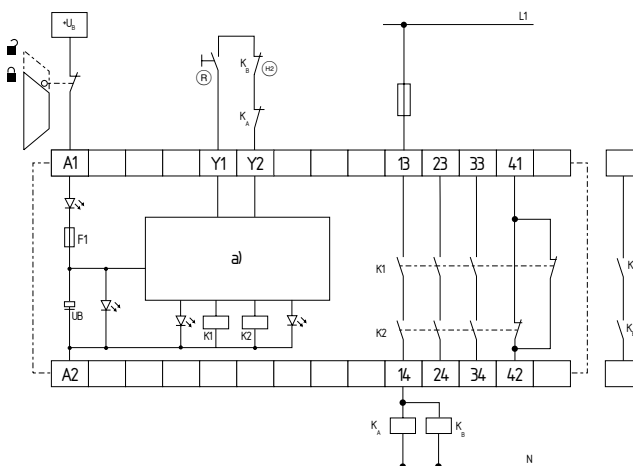 +UB
L1
KB
H2
R
KA
A1 Y1 Y2 13 23 33 41
F1
a)
K1
K
UB
K1 K2
K2
K
A2 14 24 34 42
KA KB
N